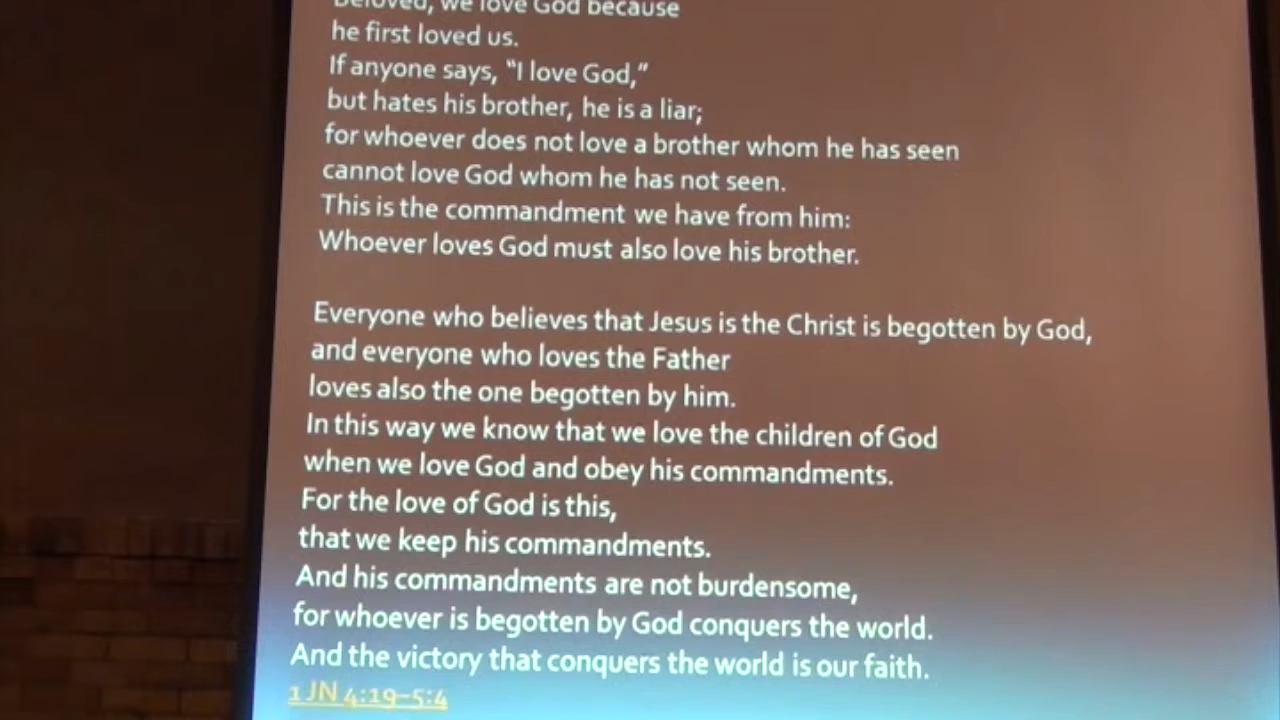 Beloved, we love God because
he first loved us.
If anyone says, “I love God,”
but hates his brother, he is a liar;
for whoever does not love a brother whom he has seen
cannot love God whom he has not seen.
This is the commandment we have from him:
Whoever loves God must also love his brother.
Everyone who believes that Jesus is the Christ is begotten by God,
and everyone who loves the Father
loves also the one begotten by him.
In this way we know that we love the children of God
when we love God and obey his commandments.
For the love of God is this,
that we keep his commandments.
And his commandments are not burdensome,
for whoever is begotten by God conquers the world.
And the victory that conquers the world is our faith.
1 JN 4:19–5:4